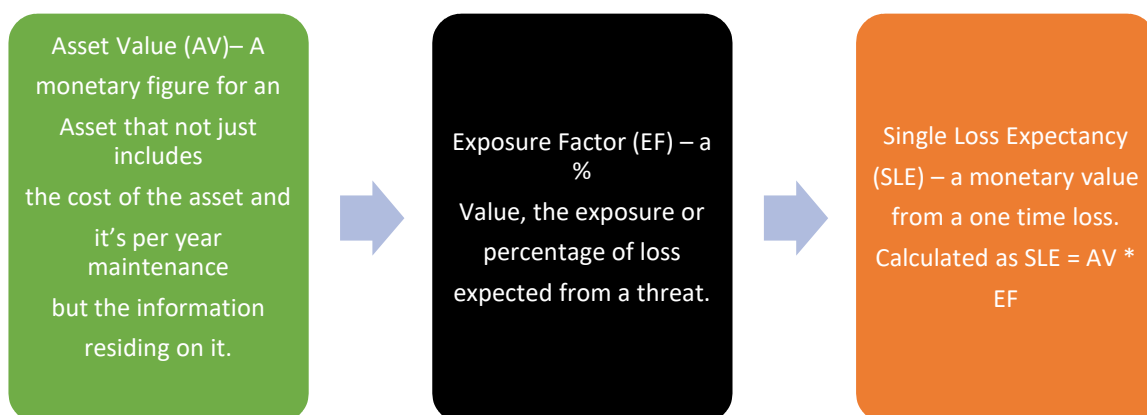 Asset Value (AV)– A
monetary figure for an
Asset that not just
includes
the cost of the asset and
it’s per year
maintenance
but the information
residing on it.
Exposure Factor (EF) – a
%
Value, the exposure or
percentage of loss
expected from a threat.
Single Loss Expectancy
(SLE) – a monetary value
from a one time loss.
Calculated as SLE = AV *
EF